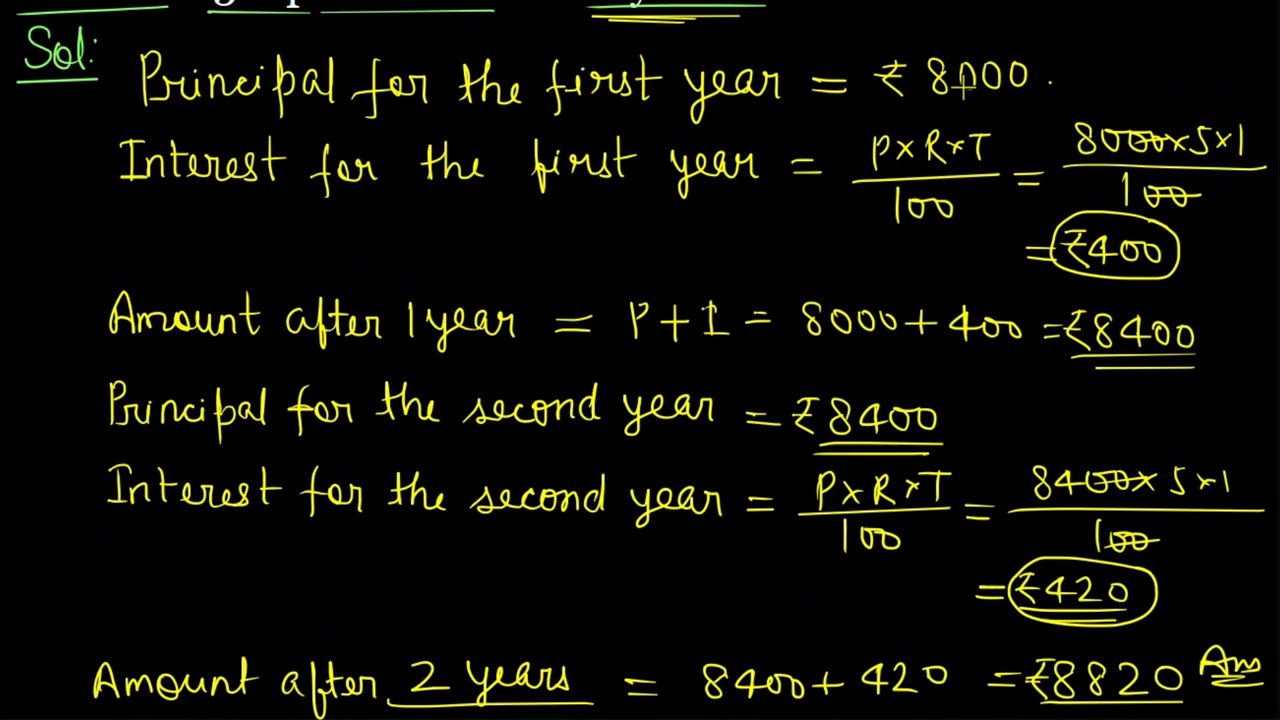 Sol:
Principal for the first year = ₹ 8000.
Interest for the first year = P×R×T/100 = 8000×5×1/100
= ₹400
Amount after 1 year = P+I = 8000+400 = ₹8400
Principal for the second year = ₹8400
Interest for the second year = P×R×T/100 = 8400×5×1/100
= ₹420
Amount after 2 years = 8400+420 = ₹8820 Ans